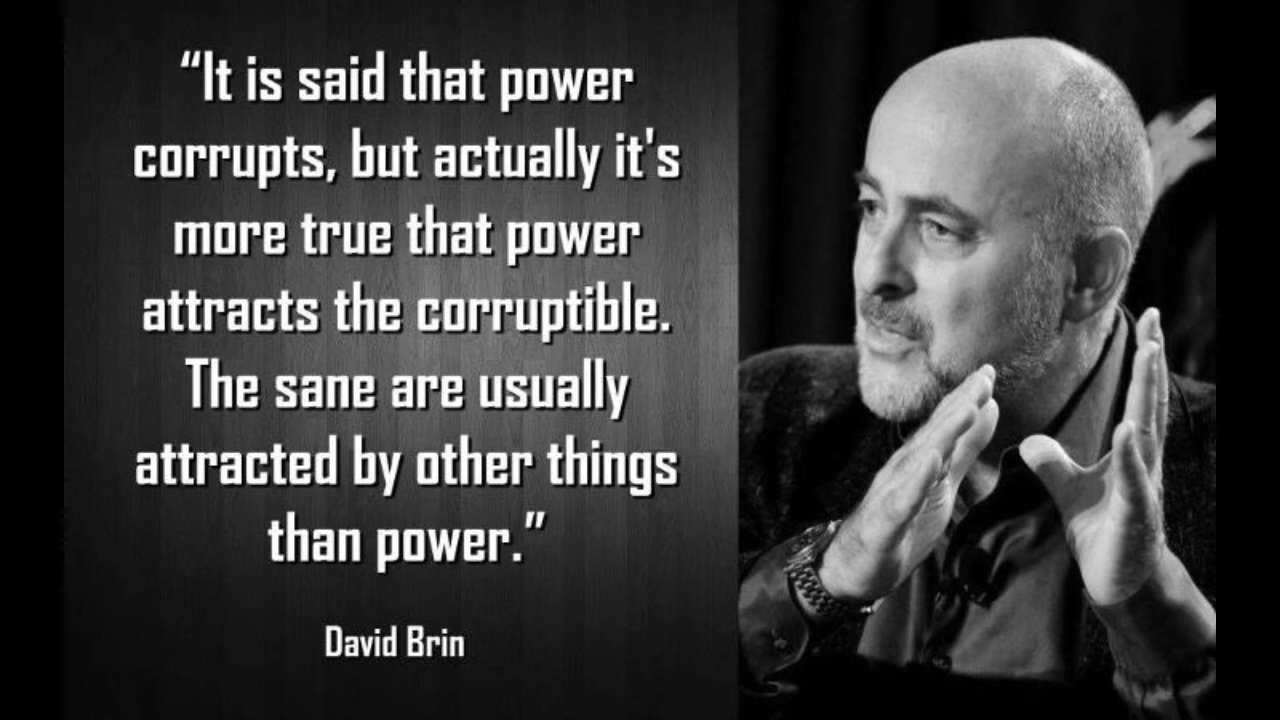 “It is said that power
corrupts, but actually it's
more true that power
attracts the corruptible.
The sane are usually
attracted by other things
than power.”
David Brin